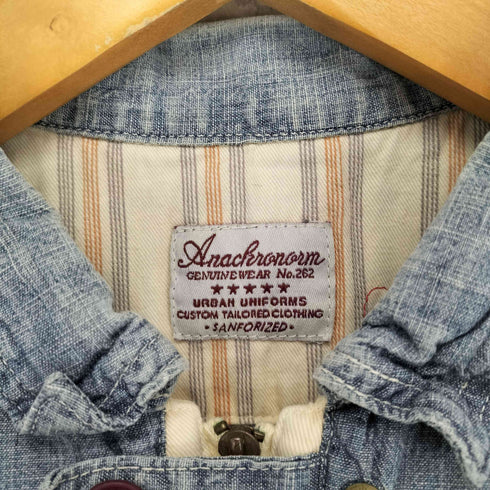 Anachronorm
GENUINE WEAR No.262
★★★★★
URBAN UNIFORMS
CUSTOM TAILORED CLOTHING
• SANFORIZED •